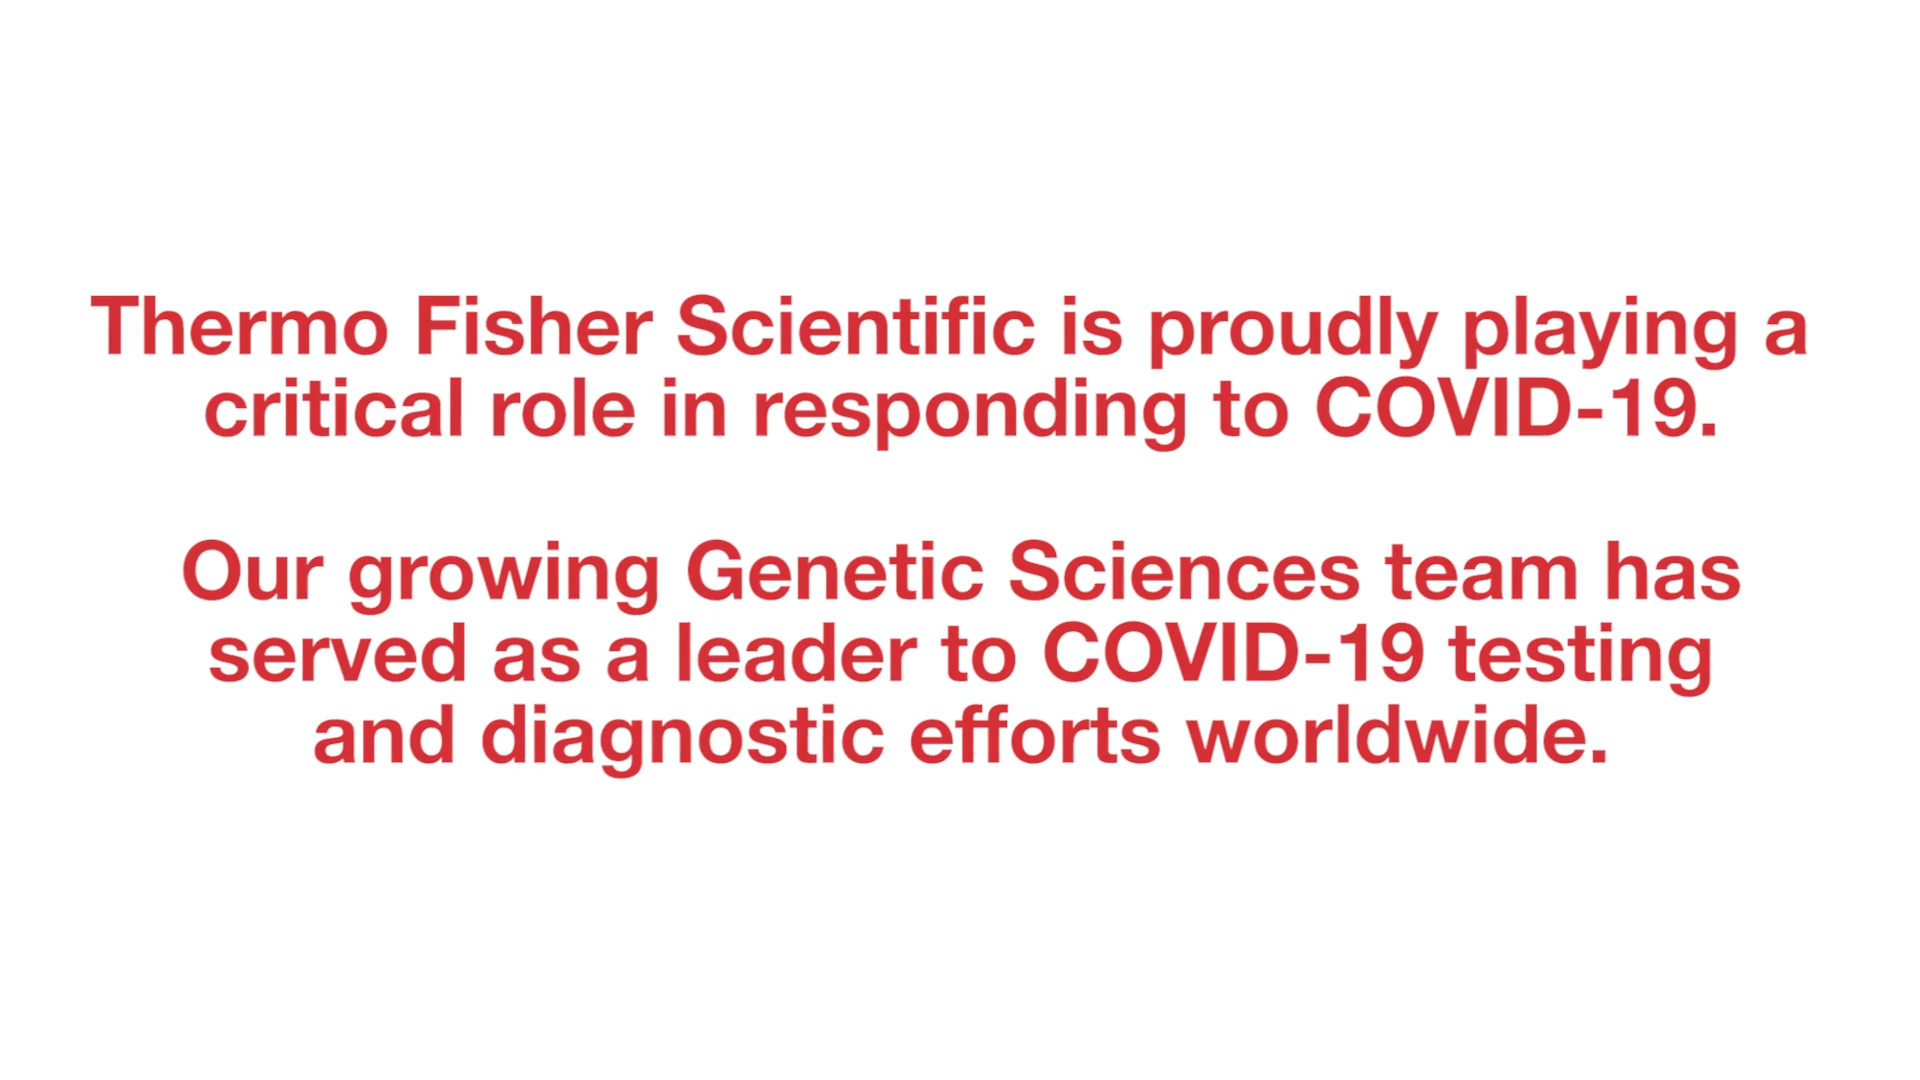 Thermo Fisher Scientific is proudly playing a
critical role in responding to COVID-19.
Our growing Genetic Sciences team has
served as a leader to COVID-19 testing
and diagnostic efforts worldwide.